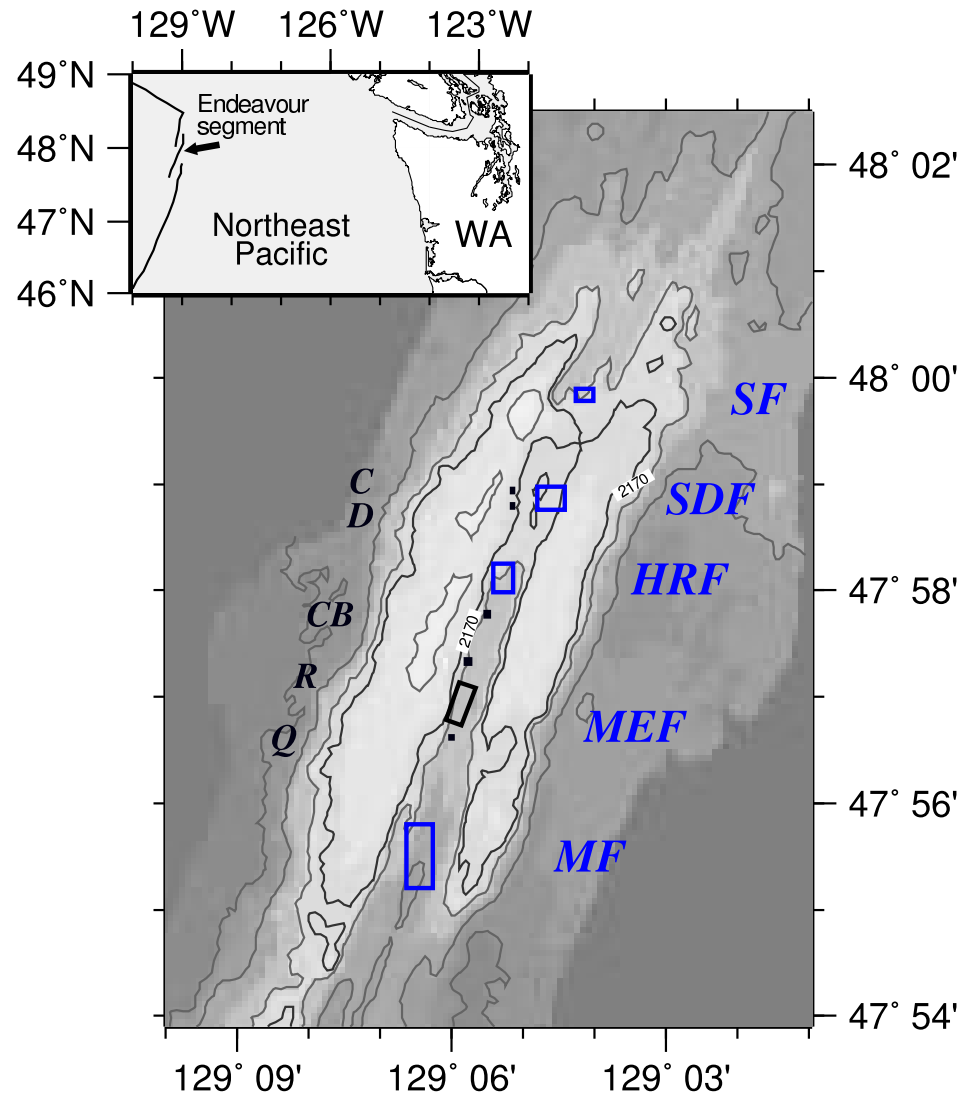 129°W 126°W 123°W
49°N
48°N
47°N
46°N
Endeavour
segment
Northeast
Pacific
WA
48° 02'
48° 00'
47° 58'
47° 56'
47° 54'
SF
SDF
HRF
MEF
MF
C
D
CB
R
Q
2170
2170
129° 09' 129° 06' 129° 03'